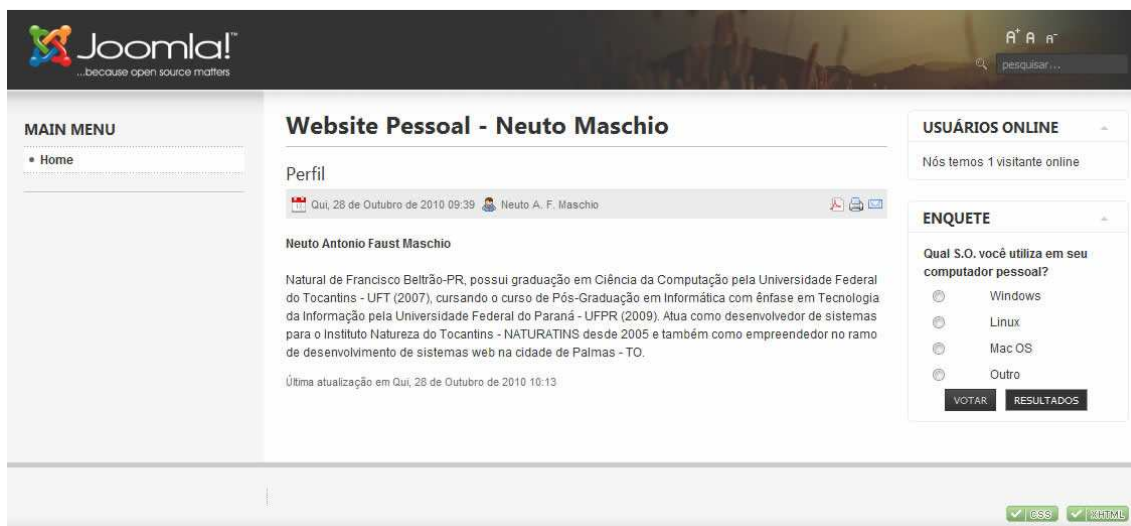 Joomla!™
...because open source matters
A+ A A-
pesquisar...
MAIN MENU
Home
Website Pessoal - Neuto Maschio
Perfil
Qui, 28 de Outubro de 2010 09:39 Neuto A. F. Maschio
Neuto Antonio Faust Maschio
Natural de Francisco Beltrão-PR, possui graduação em Ciência da Computação pela Universidade Federal
do Tocantins - UFT (2007), cursando o curso de Pós-Graduação em Informática com ênfase em Tecnologia
da Informação pela Universidade Federal do Paraná - UFPR (2009). Atua como desenvolvedor de sistemas
para o Instituto Natureza do Tocantins - NATURATINS desde 2005 e também como empreendedor no ramo
de desenvolvimento de sistemas web na cidade de Palmas - TO.
Última atualização em Qui, 28 de Outubro de 2010 10:13
USUÁRIOS ONLINE
Nós temos 1 visitante online
ENQUETE
Qual S.O. você utiliza em seu
computador pessoal?
Windows
Linux
Mac OS
Outro
VOTAR RESULTADOS
CSS XHTML